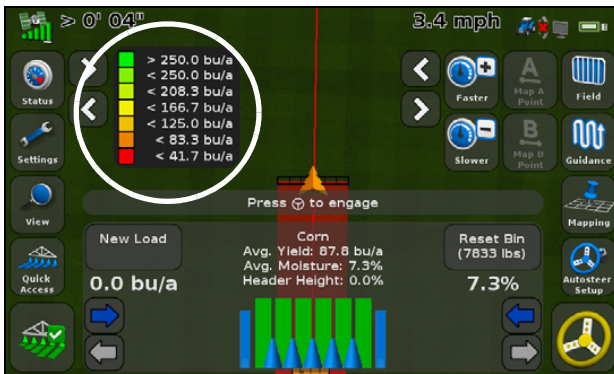 > 0' 04"
3.4 mph
Status
Settings
View
Quick
Access
> 250.0 bu/a
< 250.0 bu/a
< 208.3 bu/a
< 166.7 bu/a
< 125.0 bu/a
< 83.3 bu/a
< 41.7 bu/a
Faster
Slower
A
Map A
Point
B
Map B
Point
Field
Guidance
Mapping
Autosteer
Setup
Press to engage
New Load
0.0 bu/a
Corn
Avg. Yield: 87.8 bu/a
Avg. Moisture: 7.3%
Header Height: 0.0%
Reset Bin
(7833 lbs)
7.3%